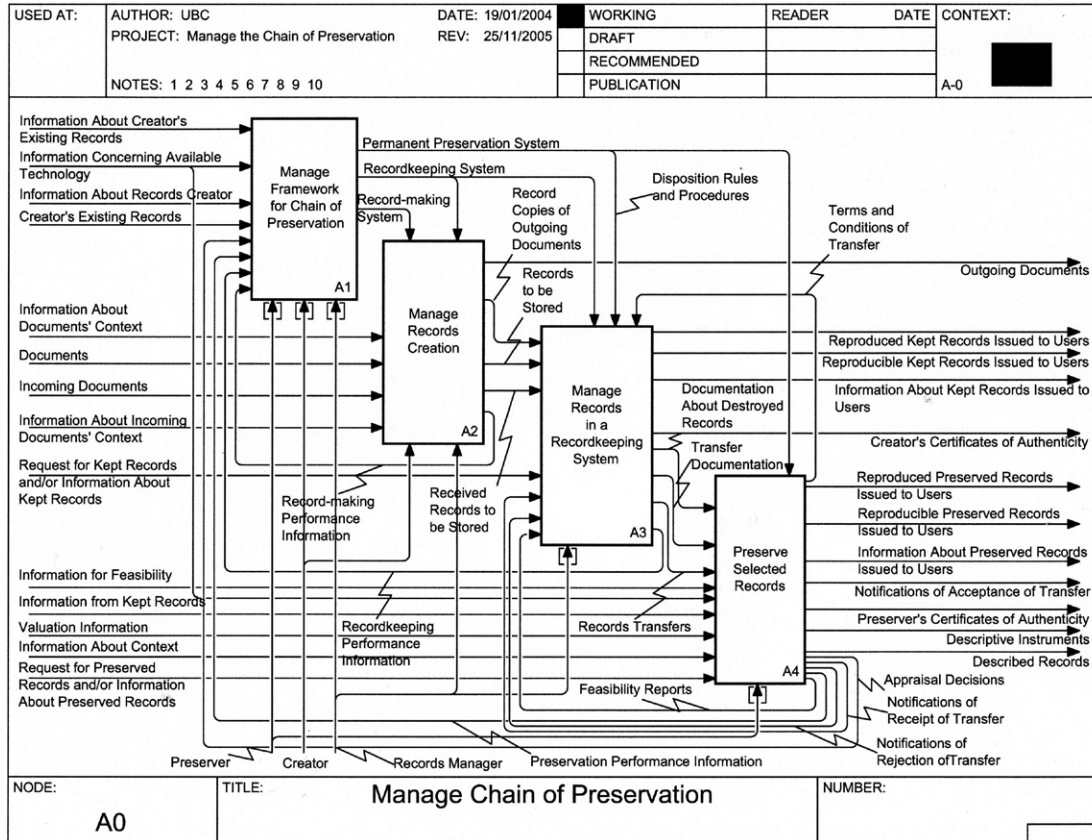 USED AT:
AUTHOR: UBC
DATE: 19/01/2004
WORKING
READER
DATE
CONTEXT:
PROJECT: Manage the Chain of Preservation
REV: 25/11/2005
DRAFT
RECOMMENDED
NOTES: 1 2 3 4 5 6 7 8 9 10
PUBLICATION
A-0
Information About Creator's
Existing Records
Information Concerning Available
Technology
Information About Records Creator
Creator's Existing Records
Manage
Framework
for Chain of
Preservation
A1
Permanent Preservation System
Recordkeeping System
Record-making
System
Record
Copies of
Outgoing
Documents
Disposition Rules
and Procedures
Terms and
Conditions of
Transfer
Outgoing Documents
Records
to be
Stored
Information About
Documents' Context
Documents
Incoming Documents
Information About Incoming
Documents' Context
Manage
Records
Creation
A2
Reproduced Kept Records Issued to Users
Reproducible Kept Records Issued to Users
Information About Kept Records Issued to
Users
Manage
Records
in a
Recordkeeping
System
A3
Documentation
About Destroyed
Records
Creator's Certificates of Authenticity
Transfer
Documentation
Request for Kept Records
and/or Information About
Kept Records
Record-making
Performance
Information
Received
Records to
be Stored
Reproduced Preserved Records
Issued to Users
Reproducible Preserved Records
Issued to Users
Information About Preserved Records
Issued to Users
Notifications of Acceptance of Transfer
Preserver's Certificates of Authenticity
Descriptive Instruments
Described Records
Preserve
Selected
Records
A4
Information for Feasibility
Information from Kept Records
Valuation Information
Information About Context
Request for Preserved
Records and/or Information
About Preserved Records
Recordkeeping
Performance
Information
Records Transfers
Feasibility Reports
Appraisal Decisions
Notifications of
Receipt of Transfer
Notifications of
Rejection ofTransfer
Preserver
Creator
Records Manager
Preservation Performance Information
NODE:
TITLE:
Manage Chain of Preservation
NUMBER:
A0